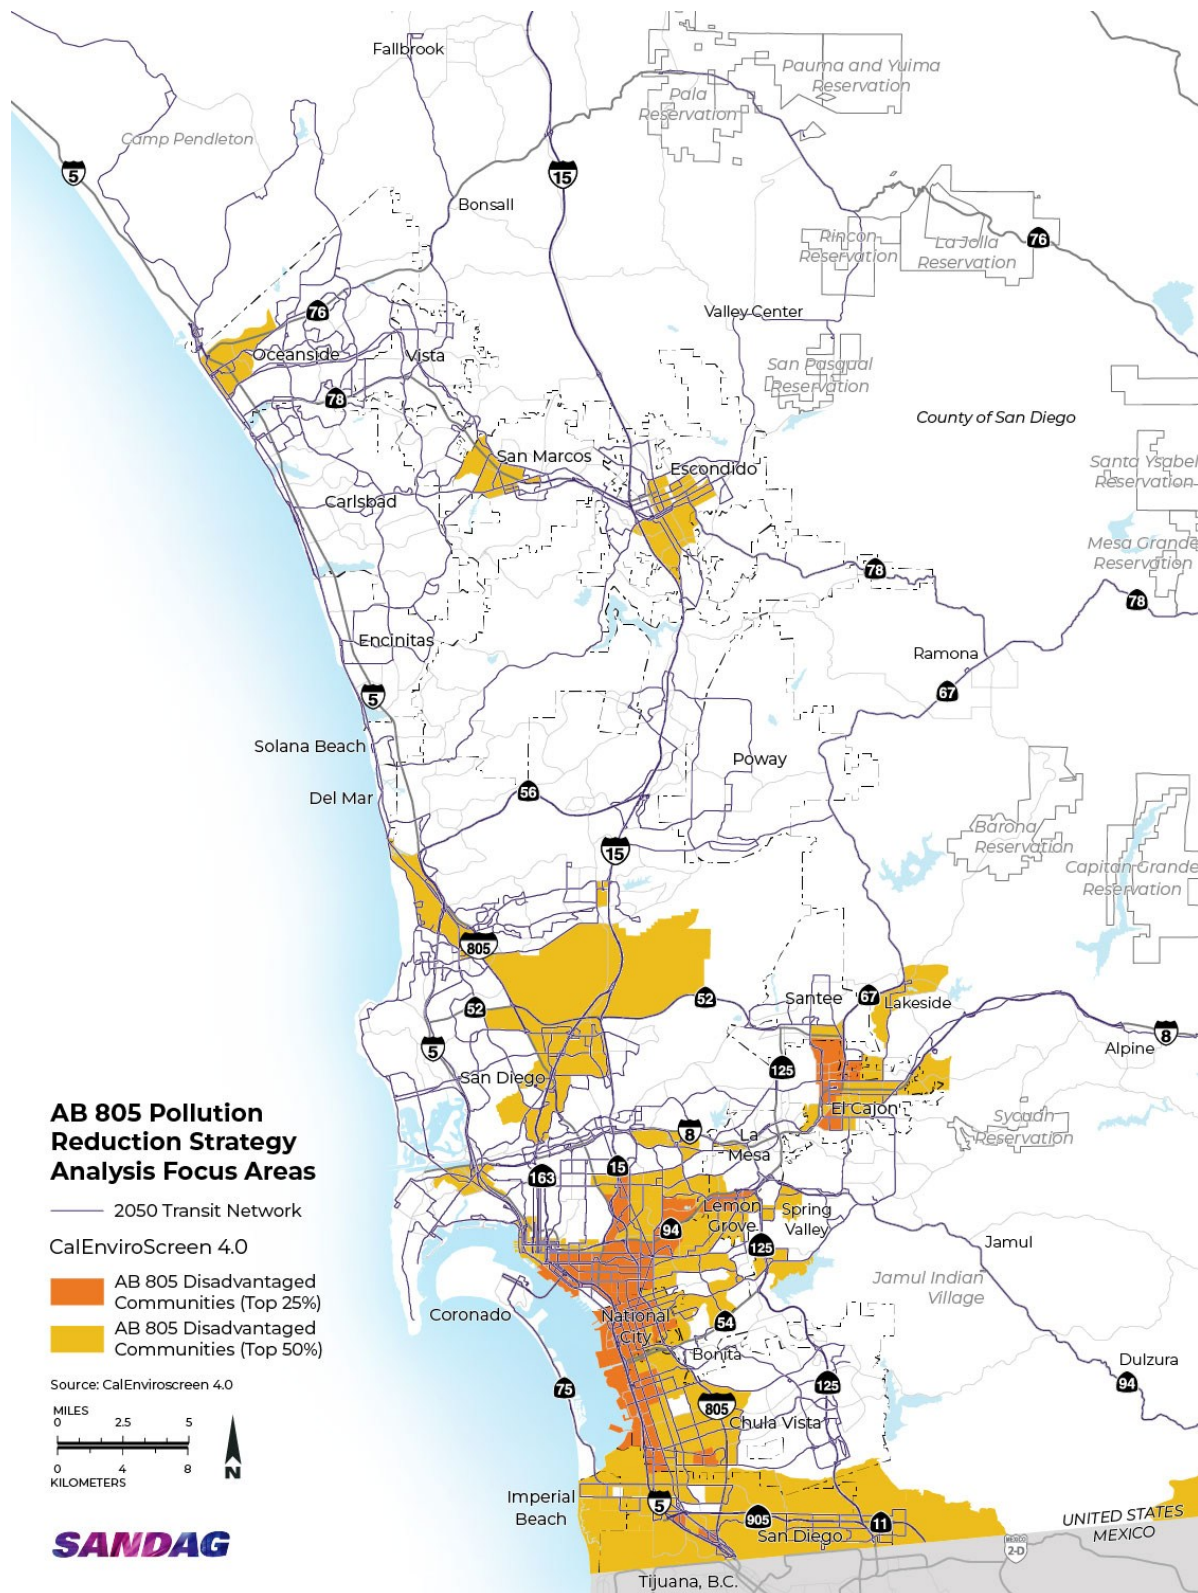 Fallbrook
Pauma and Yuima
Reservation
Pala
Reservation
Camp Pendleton
5
15
Bonsall
Rincon
Reservation
La Jolla
Reservation
76
76
Valley Center
Oceanside
Vista
San Pasqual
Reservation
78
County of San Diego
San Marcos
Escondido
Santa Ysabel
Reservation
Carlsbad
Mesa Grande
Reservation
78
78
Encinitas
Ramona
67
5
Solana Beach
Poway
Del Mar
56
Barona
Reservation
15
Capitan Grande
Reservation
805
52
52
Santee
67
Lakeside
5
Alpine
8
San Diego
125
El Cajon
Sycuan
Reservation
8
La
Mesa
AB 805 Pollution
Reduction Strategy
Analysis Focus Areas
2050 Transit Network
CalEnviroScreen 4.0
AB 805 Disadvantaged
Communities (Top 25%)
AB 805 Disadvantaged
Communities (Top 50%)
Source: CalEnviroscreen 4.0
MILES
0 2.5 5
0 4 8
KILOMETERS
N
SANDAG
163
15
94
Lemon
Grove
Spring
Valley
125
Jamul
Jamul Indian
Village
Coronado
National
City
54
Bonita
Dulzura
94
75
125
805
Chula Vista
Imperial
Beach
5
905
San Diego
11
UNITED STATES
MEXICO
MEXICO
2-D
Tijuana, B.C.